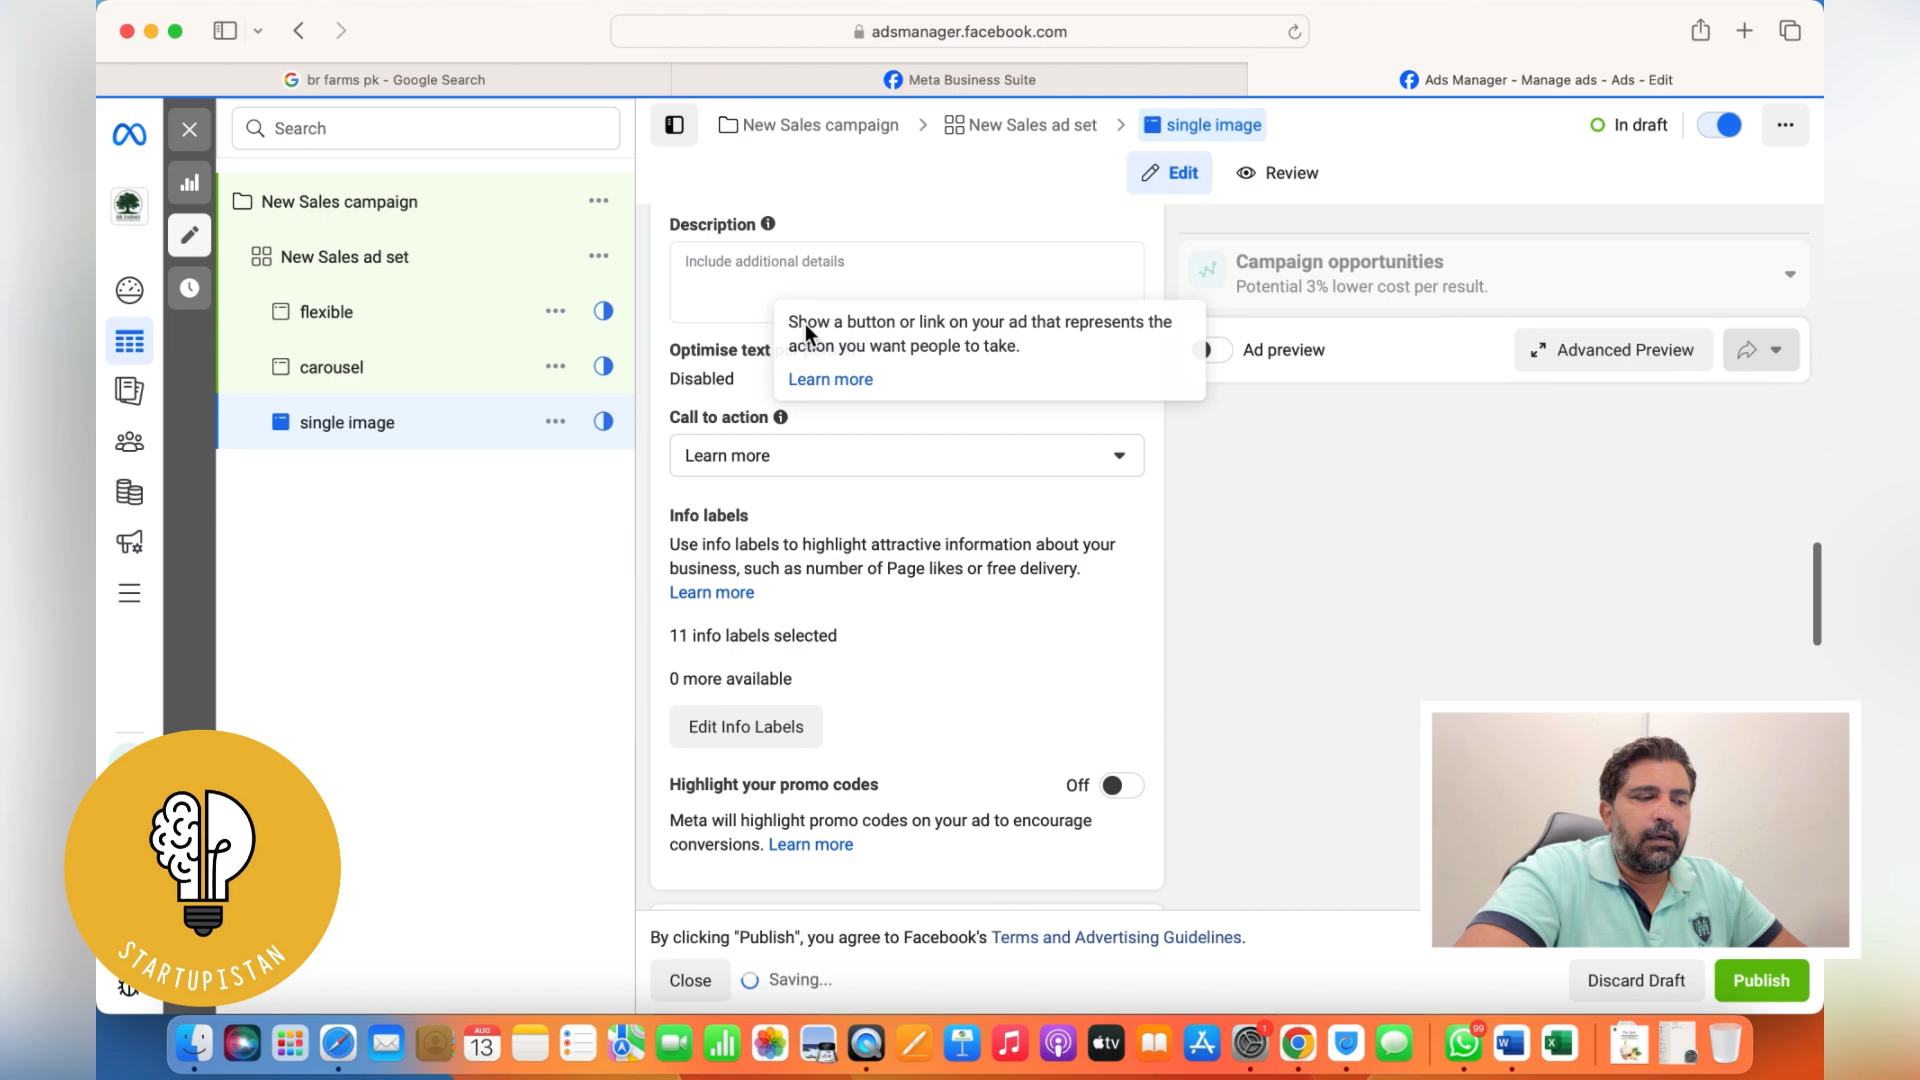 adsmanager.facebook.com
br farms pk - Google Search
Meta Business Suite
Ads Manager - Manage ads - Ads - Edit
Search
New Sales campaign
New Sales ad set
single image
In draft
Edit
Review
New Sales campaign
New Sales ad set
flexible
carousel
single image
Description
Include additional details
Show a button or link on your ad that represents the
action you want people to take.
Learn more
Optimise text
Disabled
Call to action
Learn more
Info labels
Use info labels to highlight attractive information about your
business, such as number of Page likes or free delivery.
Learn more
11 info labels selected
0 more available
Edit Info Labels
Highlight your promo codes
Off
Meta will highlight promo codes on your ad to encourage
conversions. Learn more
Campaign opportunities
Potential 3% lower cost per result.
Ad preview
Advanced Preview
By clicking "Publish", you agree to Facebook's Terms and Advertising Guidelines.
Close
Saving...
Discard Draft
Publish
STARTUPISTAN
AUG
13
tv
1
99
W
X